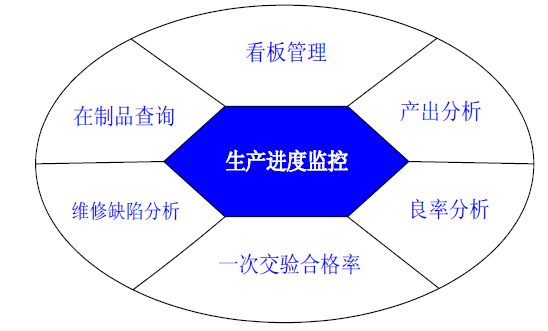 看板管理
在制品查询
产出分析
生产进度监控
维修缺陷分析
良率分析
一次交验合格率